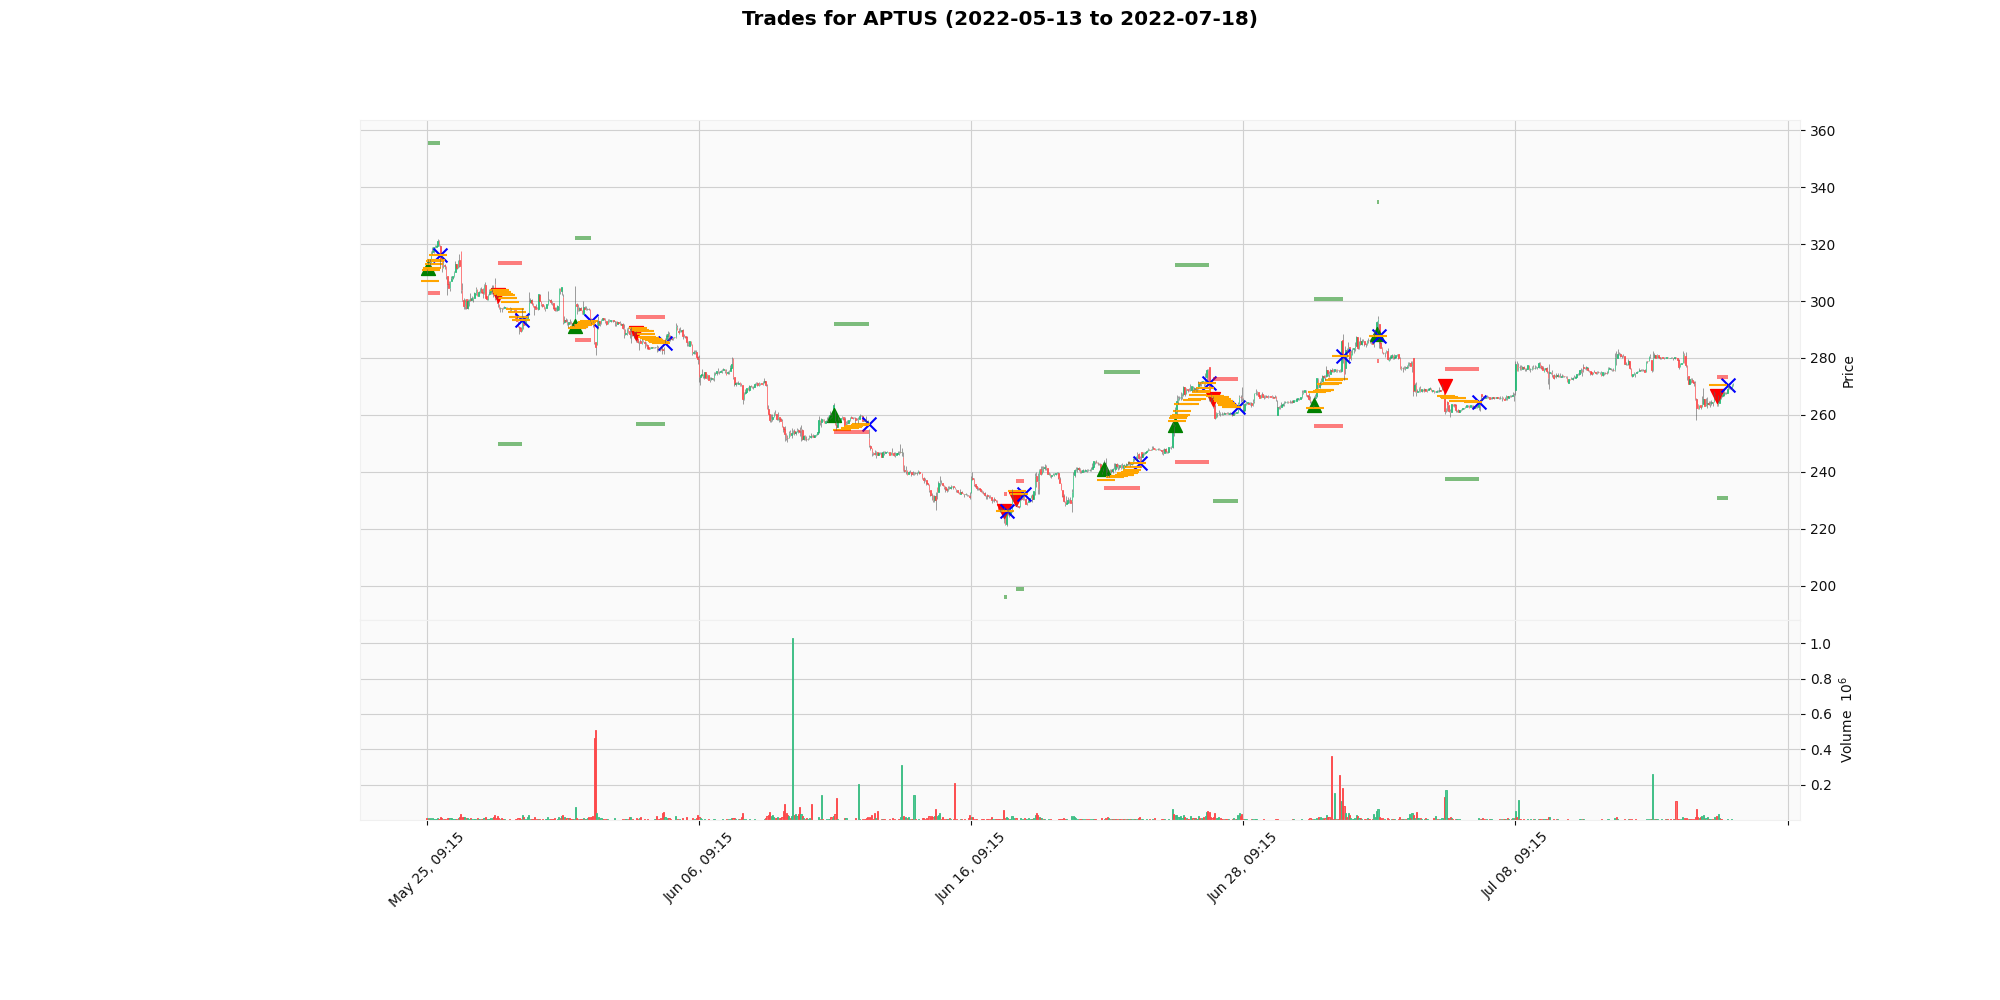 Trades for APTUS (2022-05-13 to 2022-07-18)
360
340
320
300
280
260
240
220
200
Price
1.0
0.8
0.6
0.4
0.2
Volume 10^6
May 25, 09:15
Jun 06, 09:15
Jun 16, 09:15
Jun 28, 09:15
Jul 08, 09:15